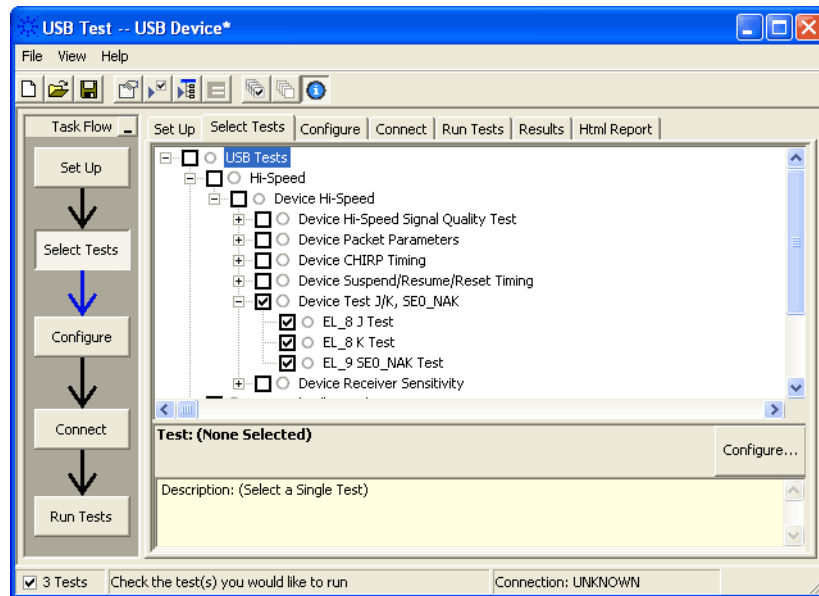 USB Test -- USB Device*
File View Help
Task Flow
Set Up
Select Tests
Configure
Connect
Run Tests
Set Up Select Tests Configure Connect Run Tests Results Html Report
USB Tests
Hi-Speed
Device Hi-Speed
Device Hi-Speed Signal Quality Test
Device Packet Parameters
Device CHIRP Timing
Device Suspend/Resume/Reset Timing
Device Test J/K, SE0_NAK
EL_8 J Test
EL_8 K Test
EL_9 SE0_NAK Test
Device Receiver Sensitivity
Test: (None Selected)
Configure...
Description: (Select a Single Test)
3 Tests Check the test(s) you would like to run Connection: UNKNOWN